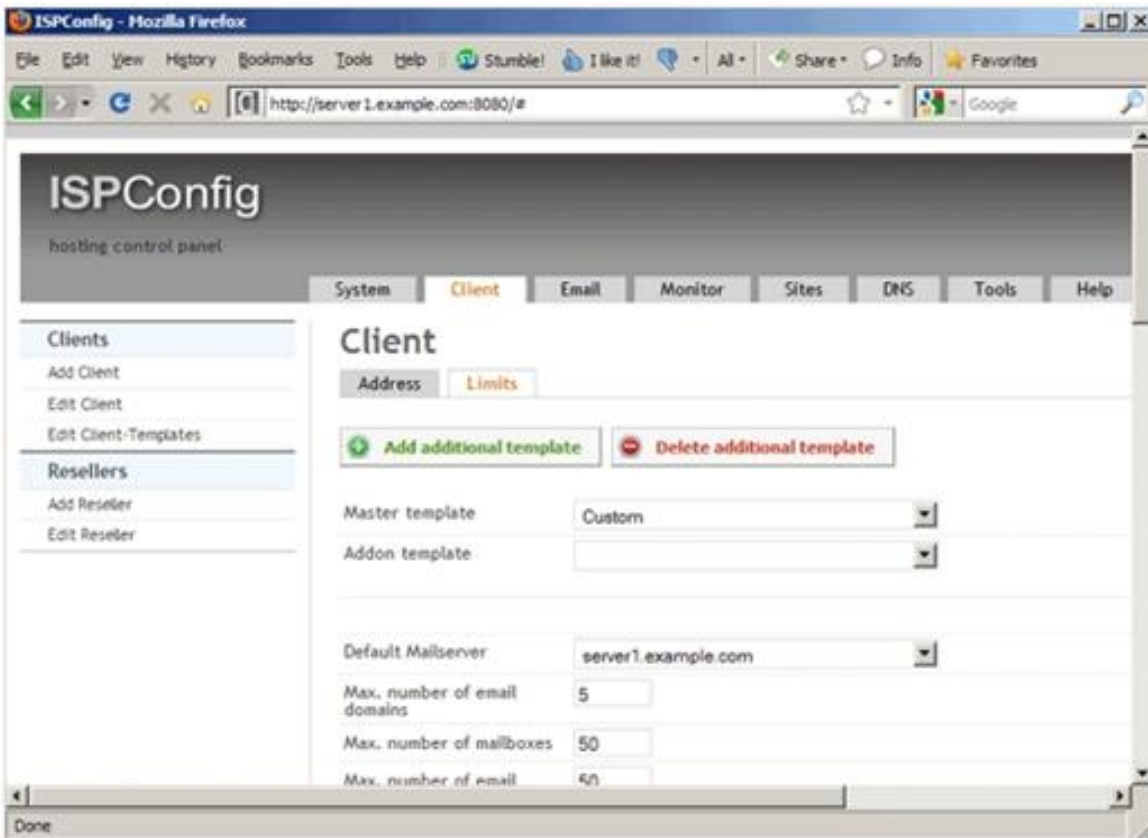 ISPConfig - Mozilla Firefox
File Edit View History Bookmarks Tools Help Stumble! I like it! All Share Info Favorites
http://server1.example.com:8080/# Google
ISPConfig
hosting control panel
System Client Email Monitor Sites DNS Tools Help
Clients
Add Client
Edit Client
Edit Client-Templates
Resellers
Add Reseller
Edit Reseller
Client
Address Limits
Add additional template Delete additional template
Master template Custom
Addon template
Default Mailserver server1.example.com
Max. number of email
domains 5
Max. number of mailboxes 50
Max. number of email 50
Done